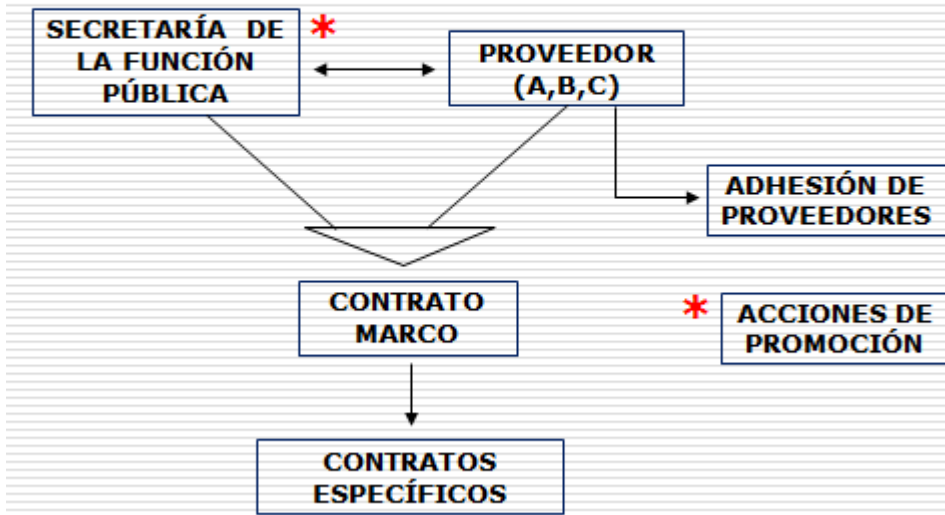 SECRETARÍA DE
LA FUNCIÓN
PÚBLICA
*
PROVEEDOR
(A,B,C)
ADHESIÓN DE
PROVEEDORES
CONTRATO
MARCO
*
ACCIONES DE
PROMOCIÓN
CONTRATOS
ESPECÍFICOS